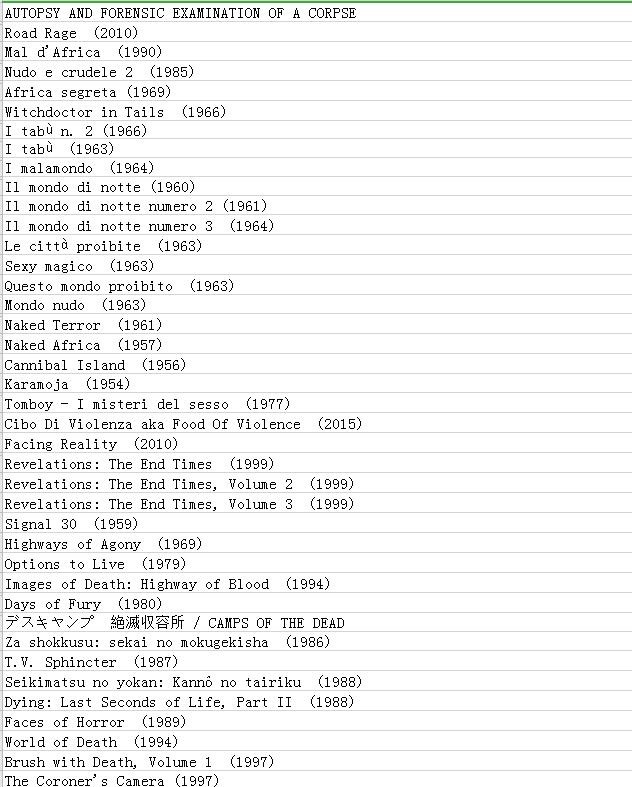 AUTOPSY AND FORENSIC EXAMINATION OF A CORPSE
Road Rage (2010)
Mal d'Africa (1990)
Nudo e crudele 2 (1985)
Africa segreta (1969)
Witchdoctor in Tails (1966)
I tabù n. 2 (1966)
I tabù (1963)
I malamondo (1964)
Il mondo di notte (1960)
Il mondo di notte numero 2 (1961)
Il mondo di notte numero 3 (1964)
Le città proibite (1963)
Sexy magico (1963)
Questo mondo proibito (1963)
Mondo nudo (1963)
Naked Terror (1961)
Naked Africa (1957)
Cannibal Island (1956)
Karamoja (1954)
Tomboy - I misteri del sesso (1977)
Cibo Di Violenza aka Food Of Violence (2015)
Facing Reality (2010)
Revelations: The End Times (1999)
Revelations: The End Times, Volume 2 (1999)
Revelations: The End Times, Volume 3 (1999)
Signal 30 (1959)
Highways of Agony (1969)
Options to Live (1979)
Images of Death: Highway of Blood (1994)
Days of Fury (1980)
デスキャンプ 絶滅収容所 / CAMPS OF THE DEAD
Za shokkusu: sekai no mokugekisha (1986)
T.V. Sphincter (1987)
Seikimatsu no yokan: Kannô no tairiku (1988)
Dying: Last Seconds of Life, Part II (1988)
Faces of Horror (1989)
World of Death (1994)
Brush with Death, Volume 1 (1997)
The Coroner's Camera (1997)